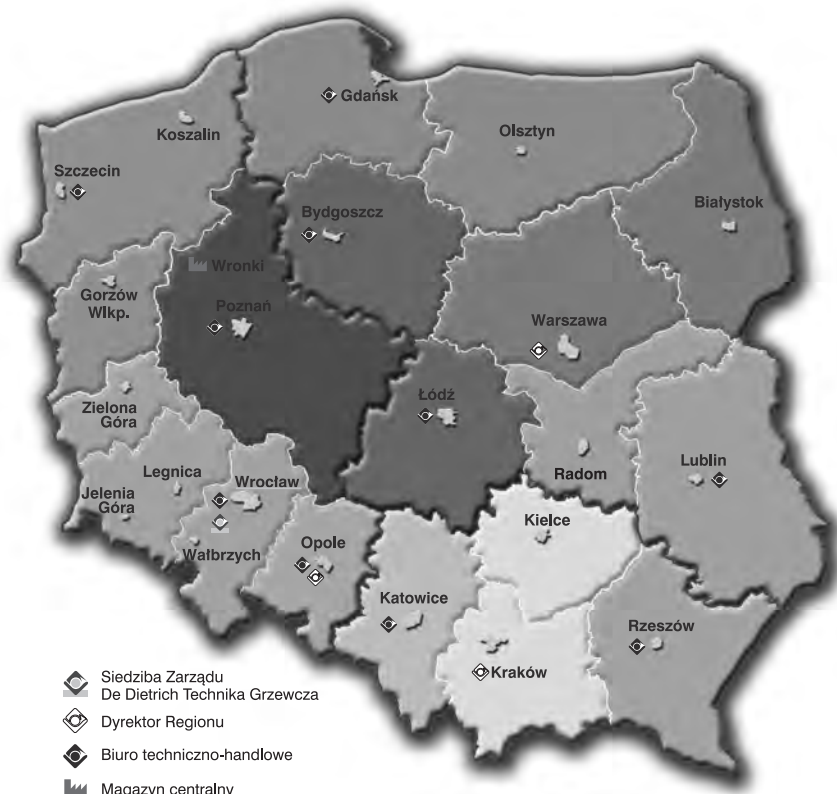 Gdańsk
Koszalin
Olsztyn
Szczecin
Białystok
Bydgoszcz
Wronki
Gorzów
Wlkp.
Poznań
Warszawa
Łódź
Zielona
Góra
Radom
Lublin
Legnica
Wrocław
Jelenia
Góra
Kielce
Wałbrzych
Opole
Katowice
Rzeszów
Kraków
Siedziba Zarządu
De Dietrich Technika Grzewcza
Dyrektor Regionu
Biuro techniczno-handlowe
Magazyn centralny